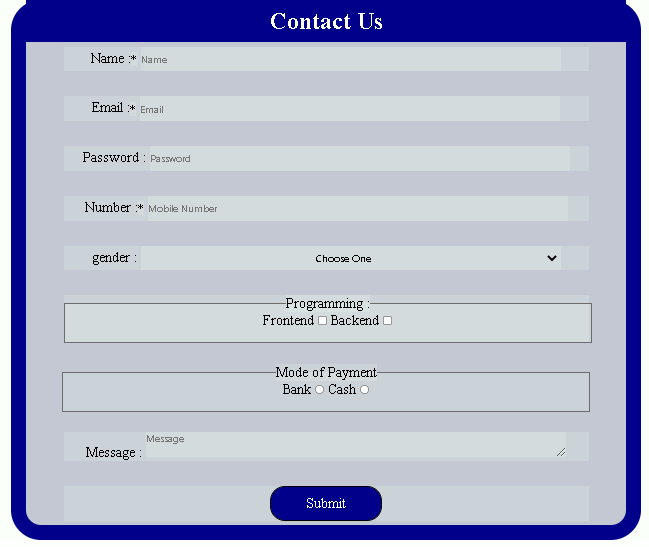 Contact Us
Name :* Name
Email :* Email
Password : Password
Number :* Mobile Number
gender : Choose One
Programming :
Frontend Backend
Mode of Payment
Bank Cash
Message : Message
Submit